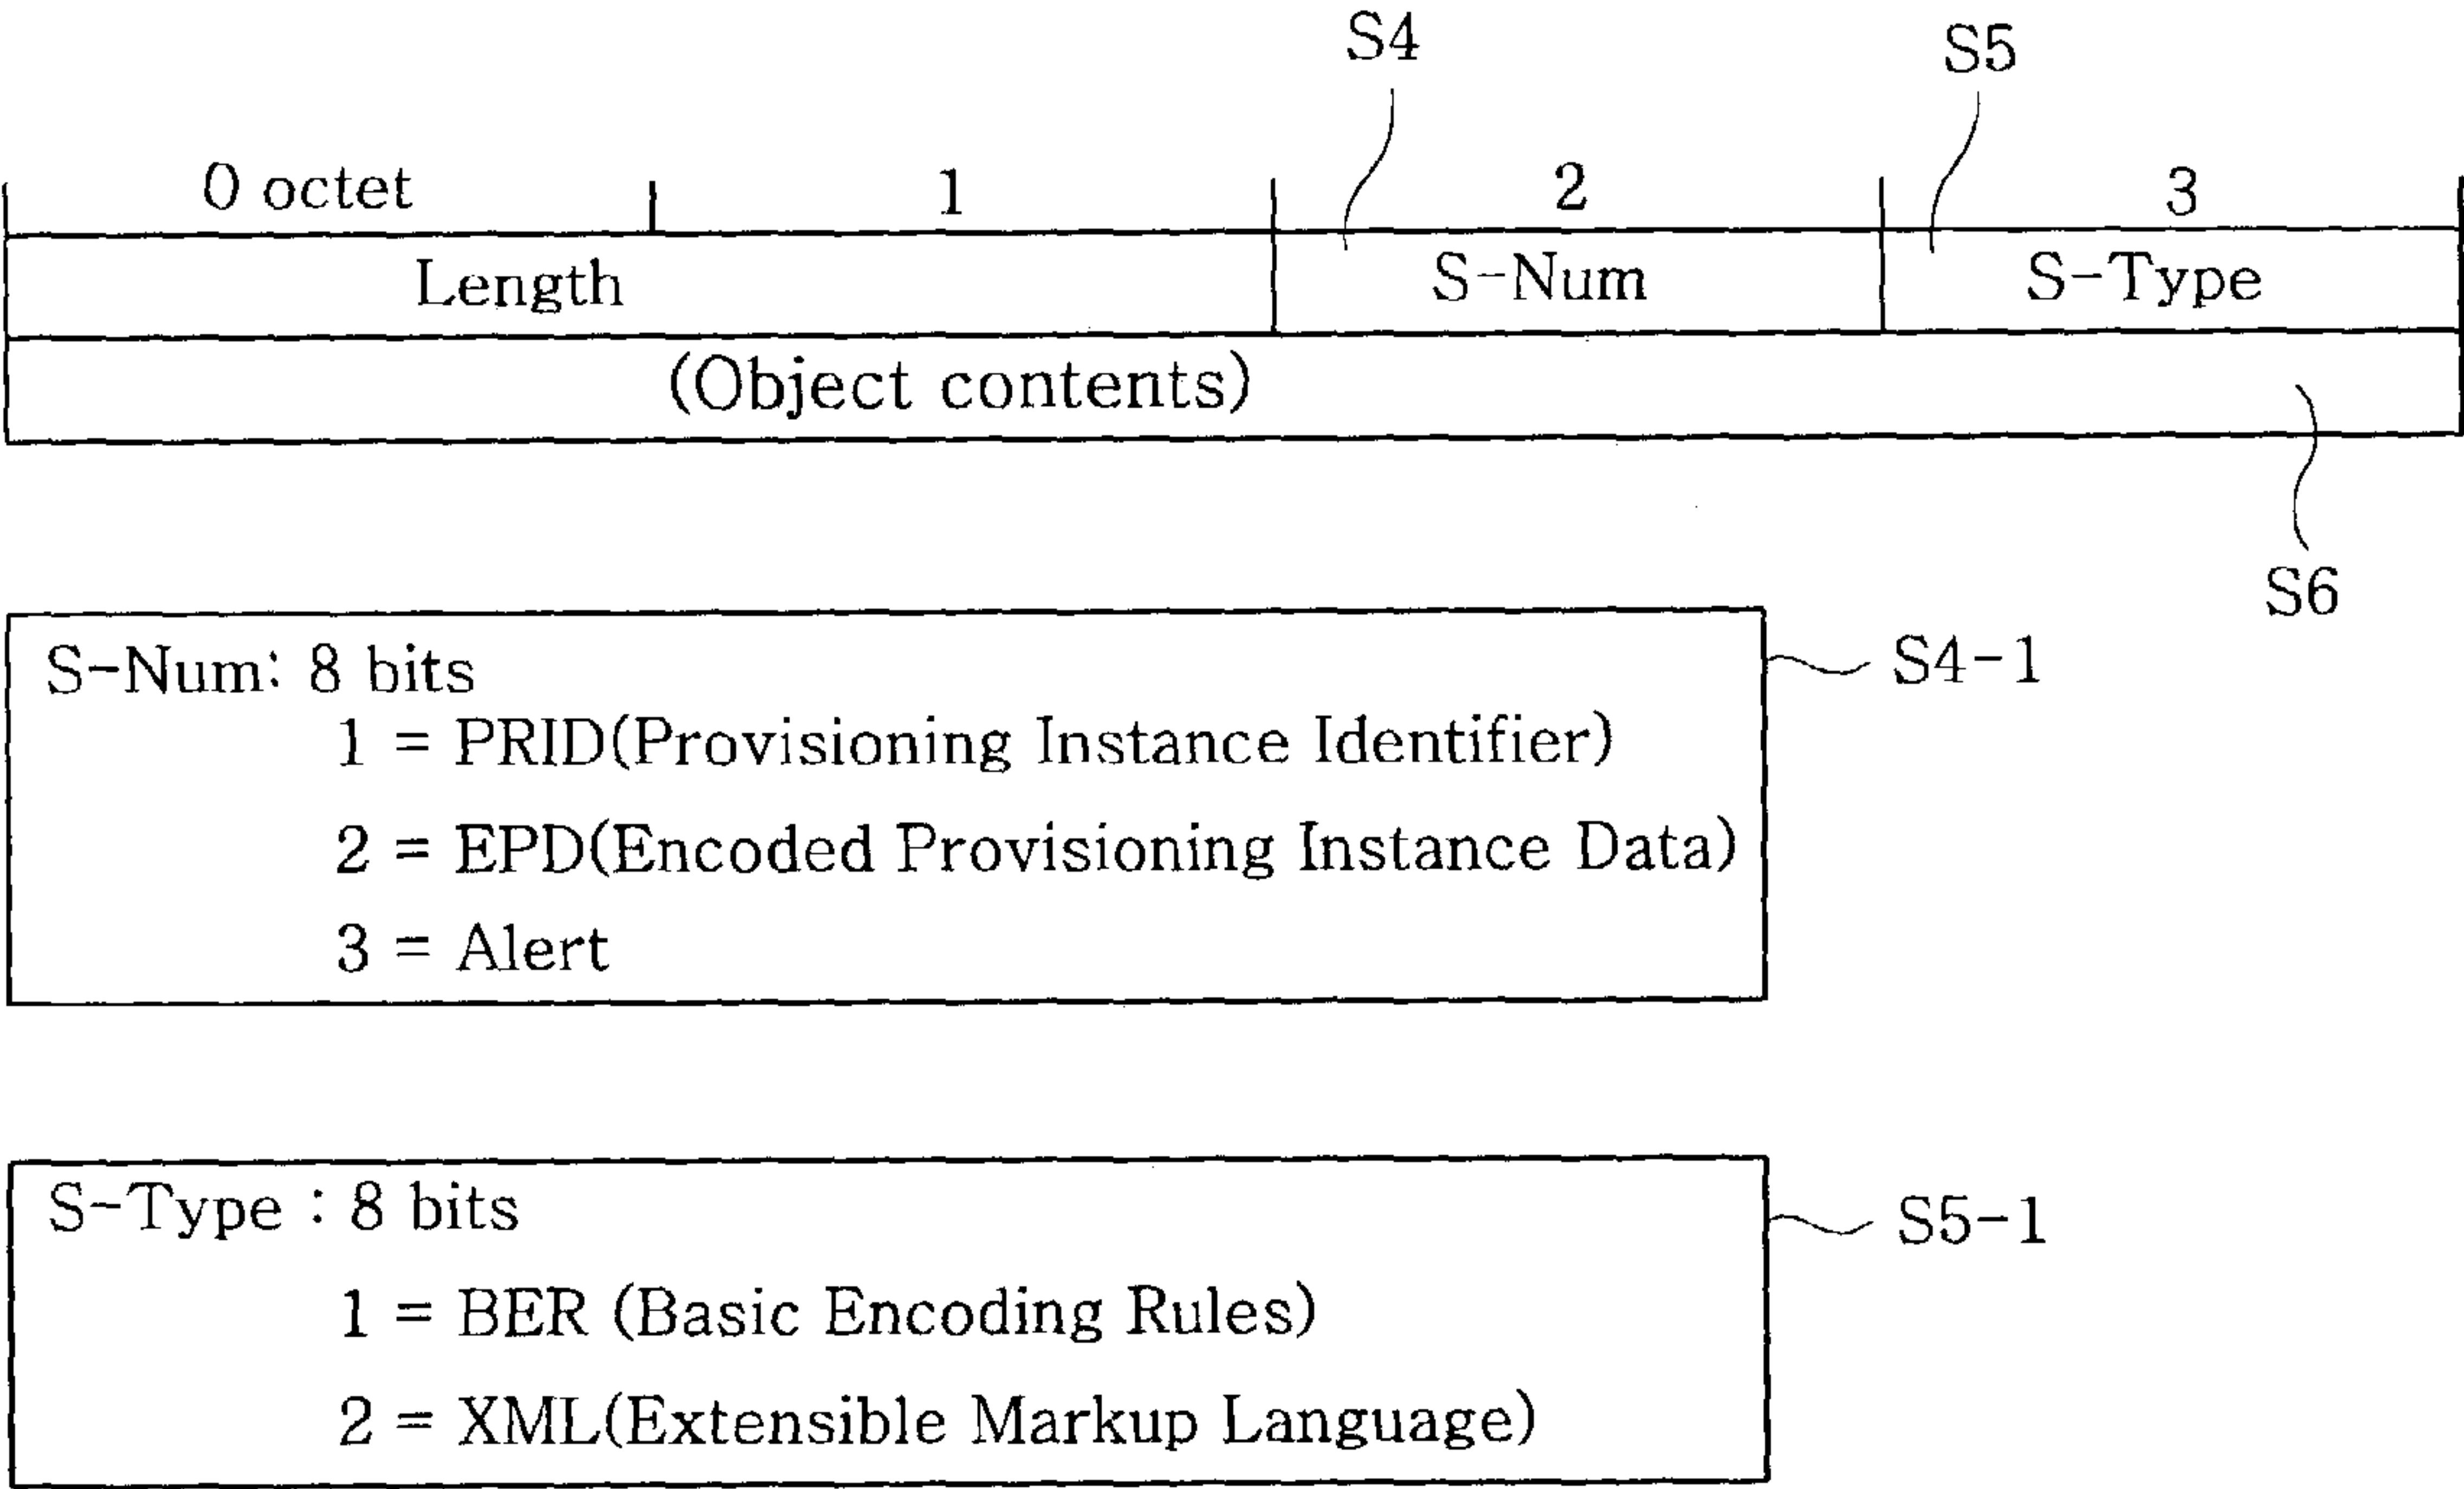 S4
S5
0 octet 1 2 3
Length S-Num S-Type
(Object contents)
S6
S-Num: 8 bits
S4-1
1 = PRID(Provisioning Instance Identifier)
2 = EPD(Encoded Provisioning Instance Data)
3 = Alert
S-Type : 8 bits
S5-1
1 = BER (Basic Encoding Rules)
2 = XML(Extensible Markup Language)